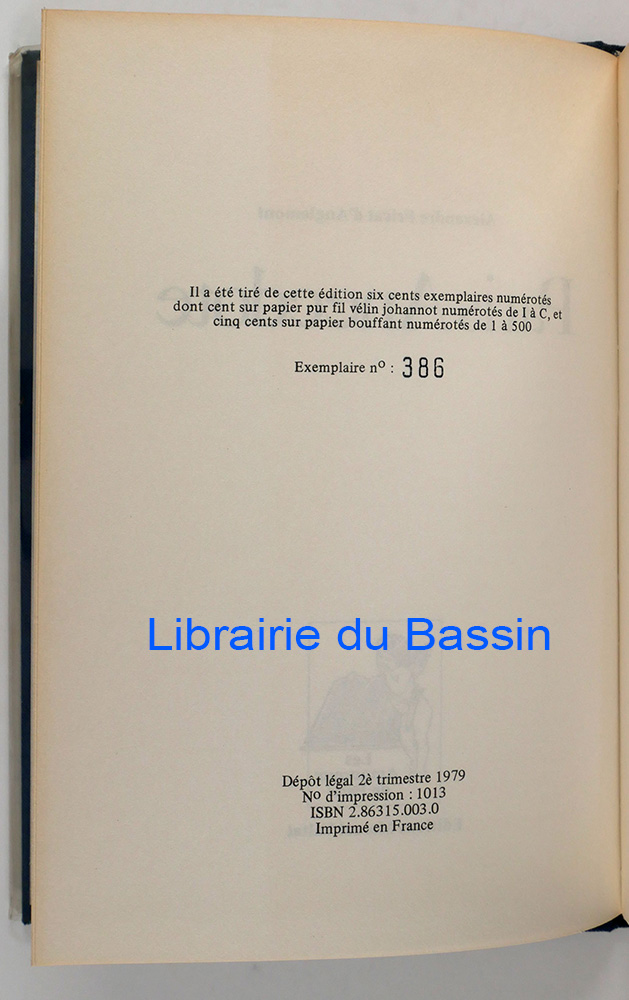 Il a été tiré de cette édition six cents exemplaires numérotés
dont cent sur papier pur fil vélin johannot numérotés de I à C, et
cinq cents sur papier bouffant numérotés de 1 à 500
Exemplaire nº : 386
Librairie du Bassin
Dépôt légal 2è trimestre 1979
Nº d'impression : 1013
ISBN 2.86315.003.0
Imprimé en France